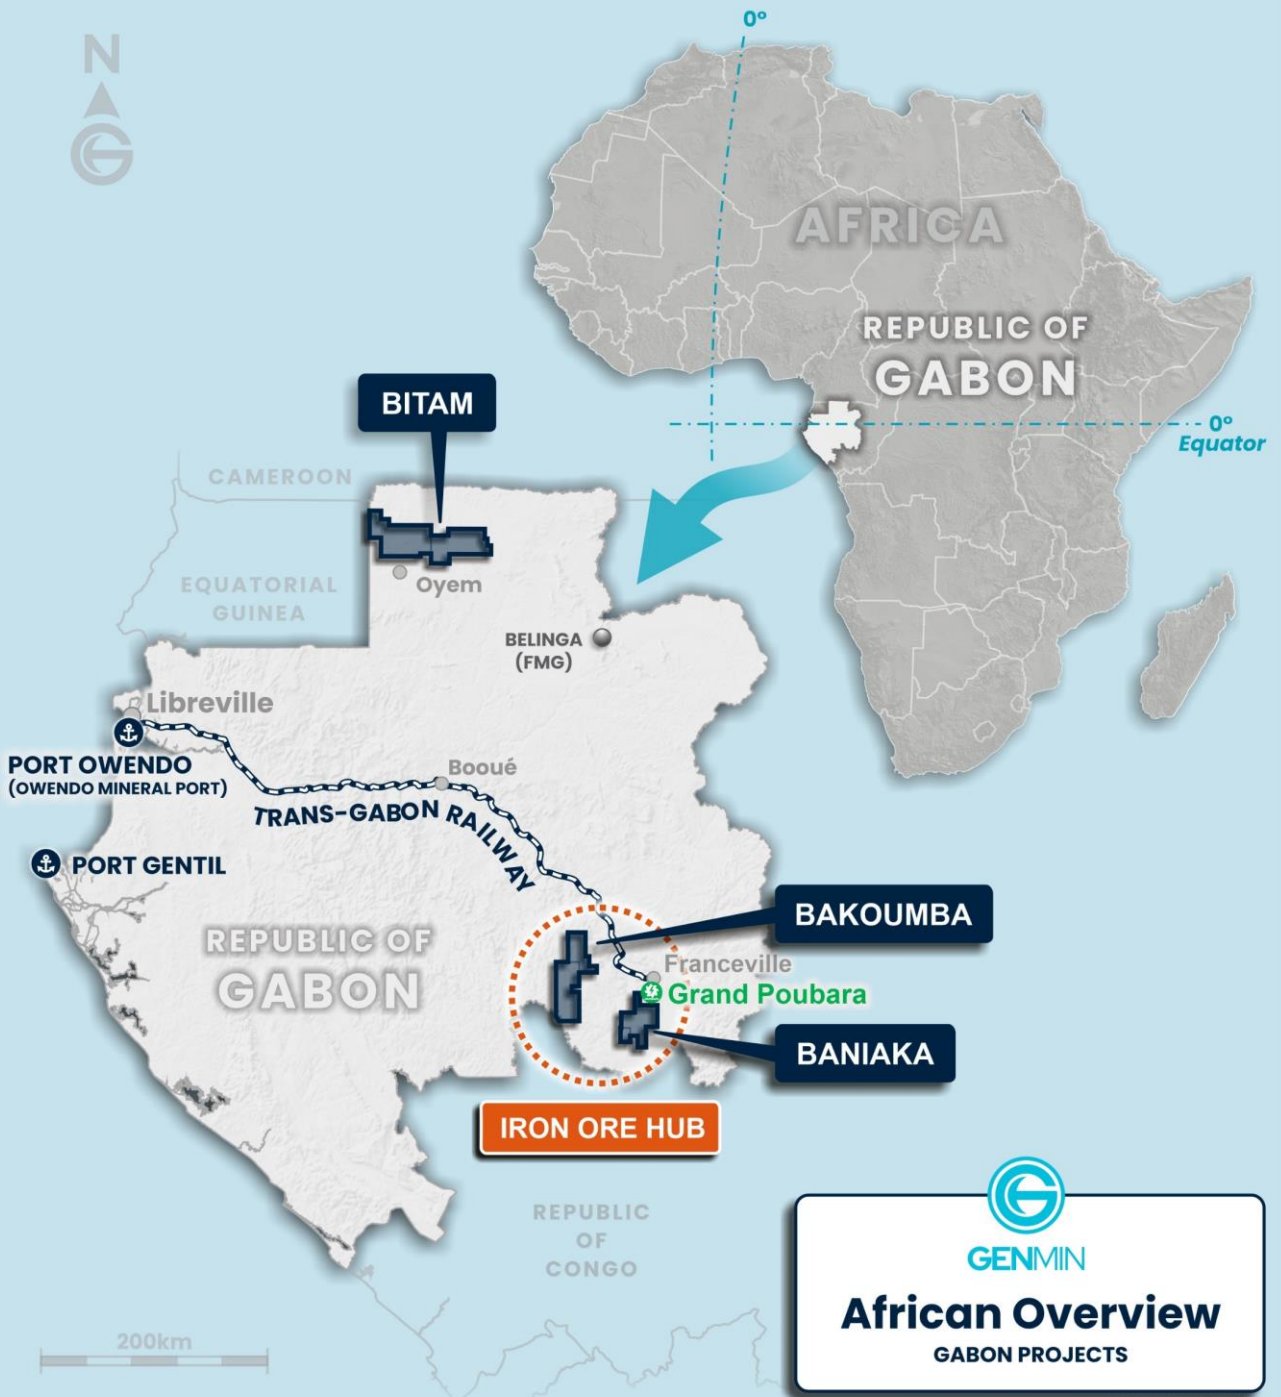 N
0°
AFRICA
REPUBLIC OF
GABON
0°
Equator
BITAM
CAMEROON
EQUATORIAL
GUINEA
Oyem
BELINGA
(FMG)
Libreville
PORT OWENDO
(OWENDO MINERAL PORT)
Booué
TRANS-GABON RAILWAY
PORT GENTIL
BAKOUMBA
REPUBLIC OF
GABON
Franceville
Grand Poubara
BANIAKA
IRON ORE HUB
REPUBLIC
OF
CONGO
200km
GENMIN
African Overview
GABON PROJECTS